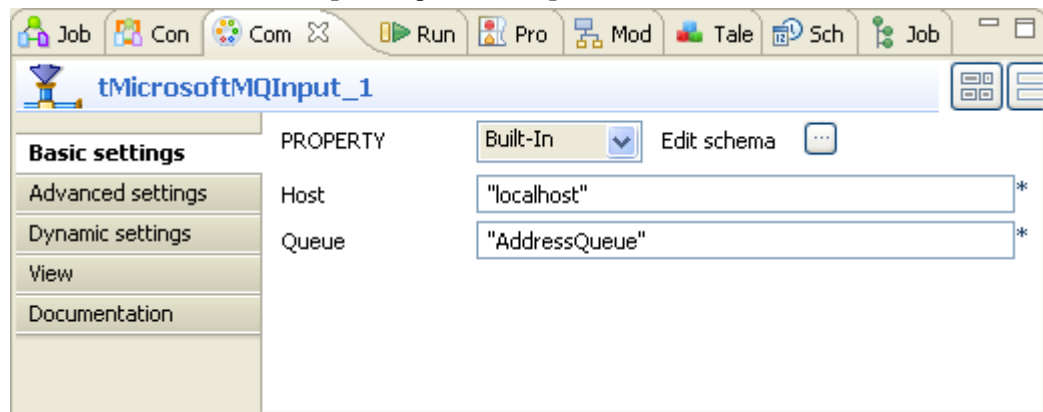 Job Con Com Run Pro Mod Tale Sch Job
tMicrosoftMQInput_1
Basic settings
PROPERTY Built-In Edit schema ...
Advanced settings
Host "localhost" *
Dynamic settings
Queue "AddressQueue" *
View
Documentation